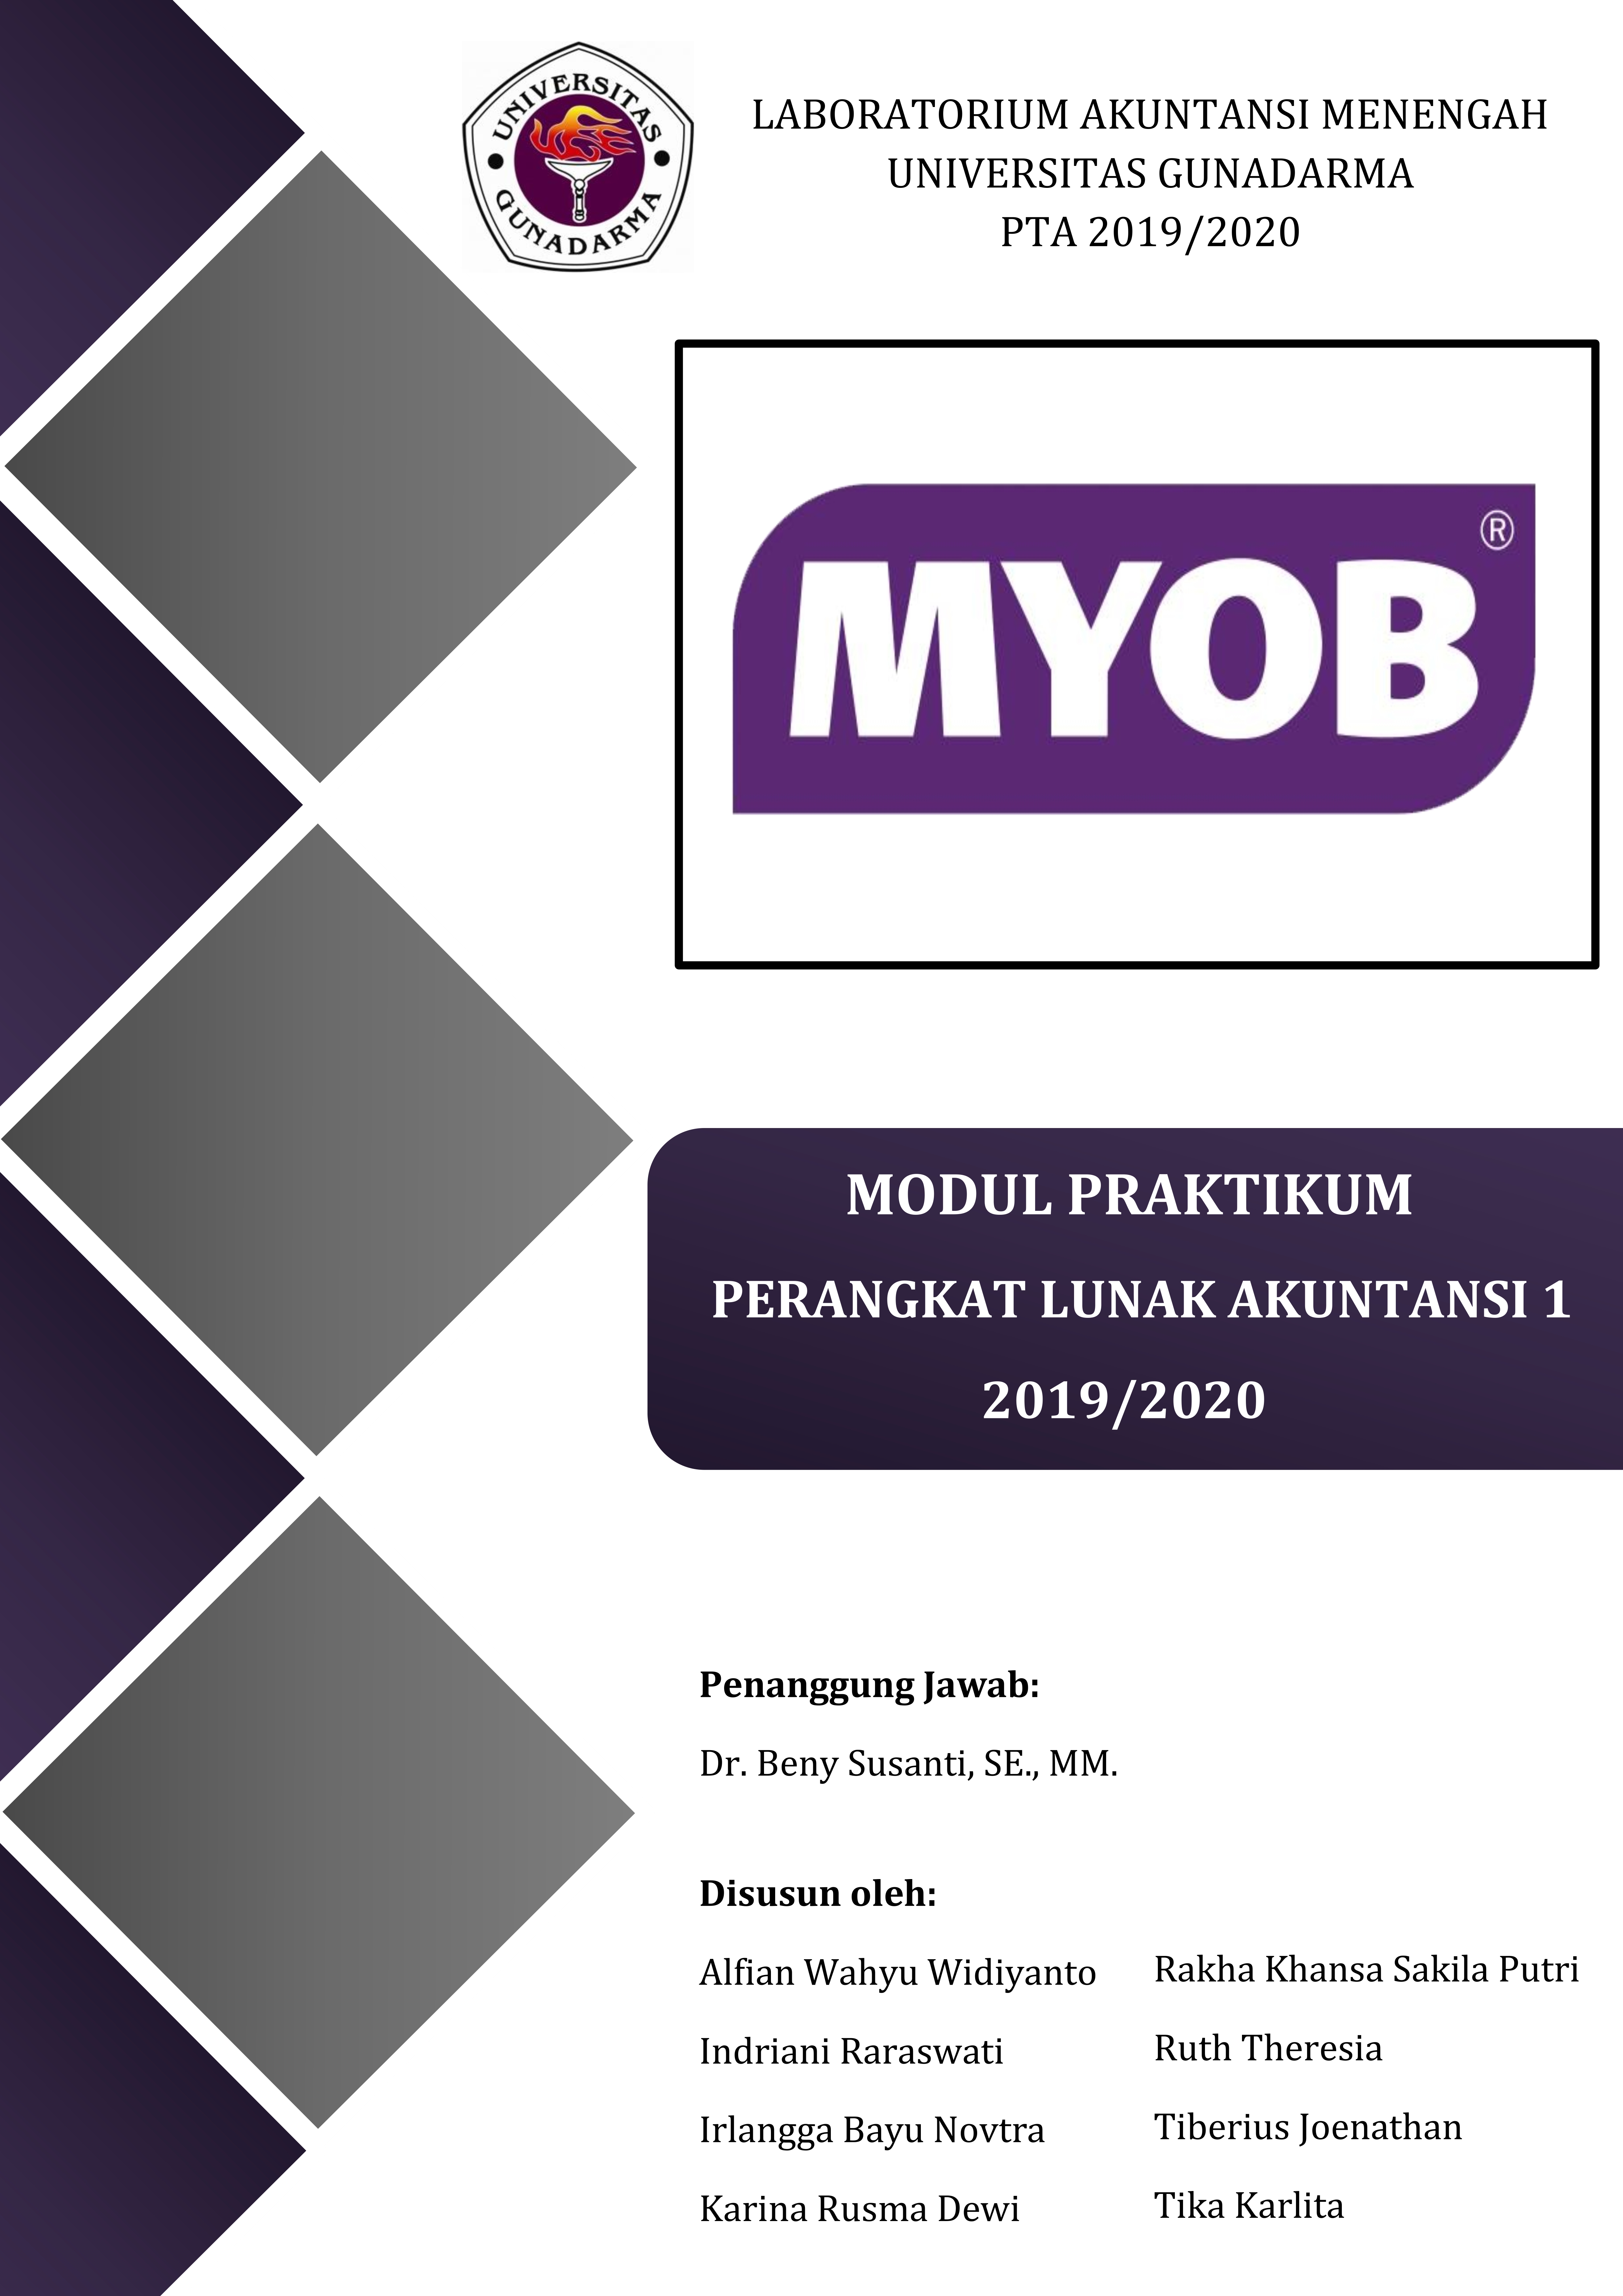 UNIVERSITAS
GUNADARMA
LABORATORIUM AKUNTANSI MENENGAH
UNIVERSITAS GUNADARMA
PTA 2019/2020
MYOB®
MODUL PRAKTIKUM
PERANGKAT LUNAK AKUNTANSI 1
2019/2020
Penanggung Jawab:
Dr. Beny Susanti, SE., MM.
Disusun oleh:
Alfian Wahyu Widiyanto
Indriani Raraswati
Irlangga Bayu Novtra
Karina Rusma Dewi
Rakha Khansa Sakila Putri
Ruth Theresia
Tiberius Joenathan
Tika Karlita